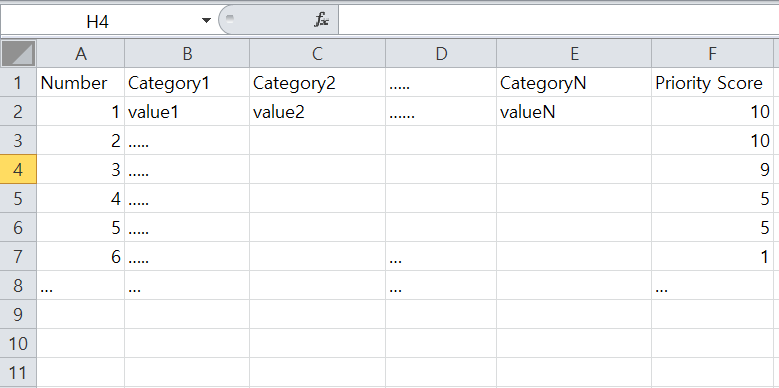 H4 fx
A B C D E F
1 Number Category1 Category2 ..... CategoryN Priority Score
2 1 value1 value2 ...... valueN 10
3 2 ..... 10
4 3 ..... 9
5 4 ..... 5
6 5 ..... 5
7 6 ..... ... 1
8 ... ... ... ...
9
10
11